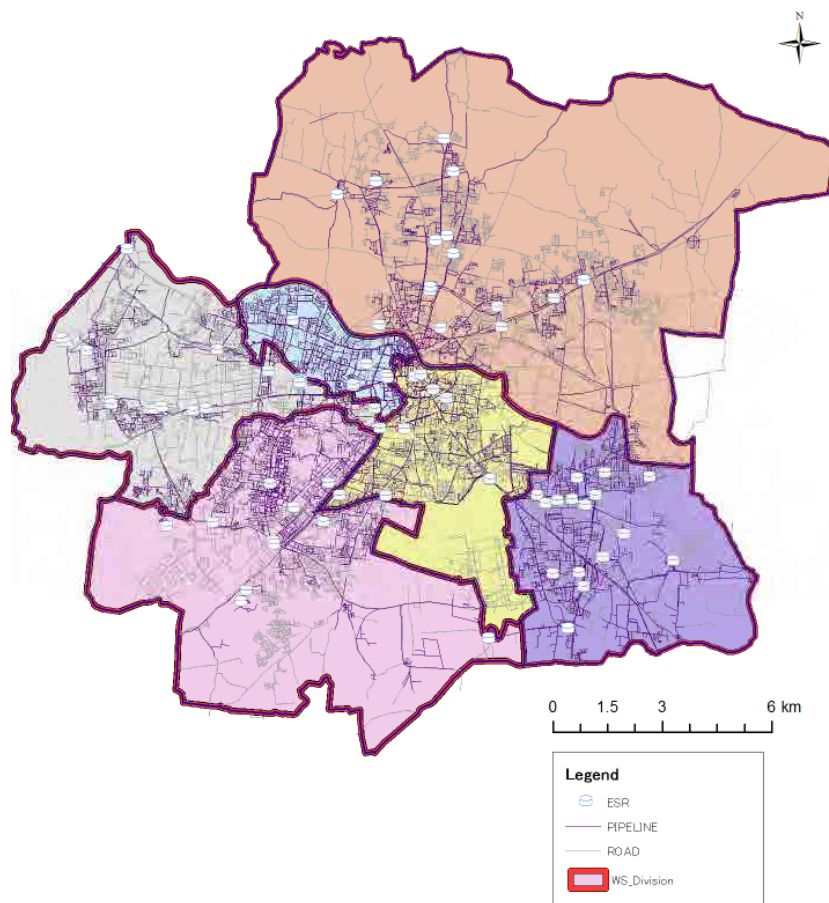 N
0 1.5 3 6 km
Legend
ESR
PIPELINE
ROAD
WS_Division